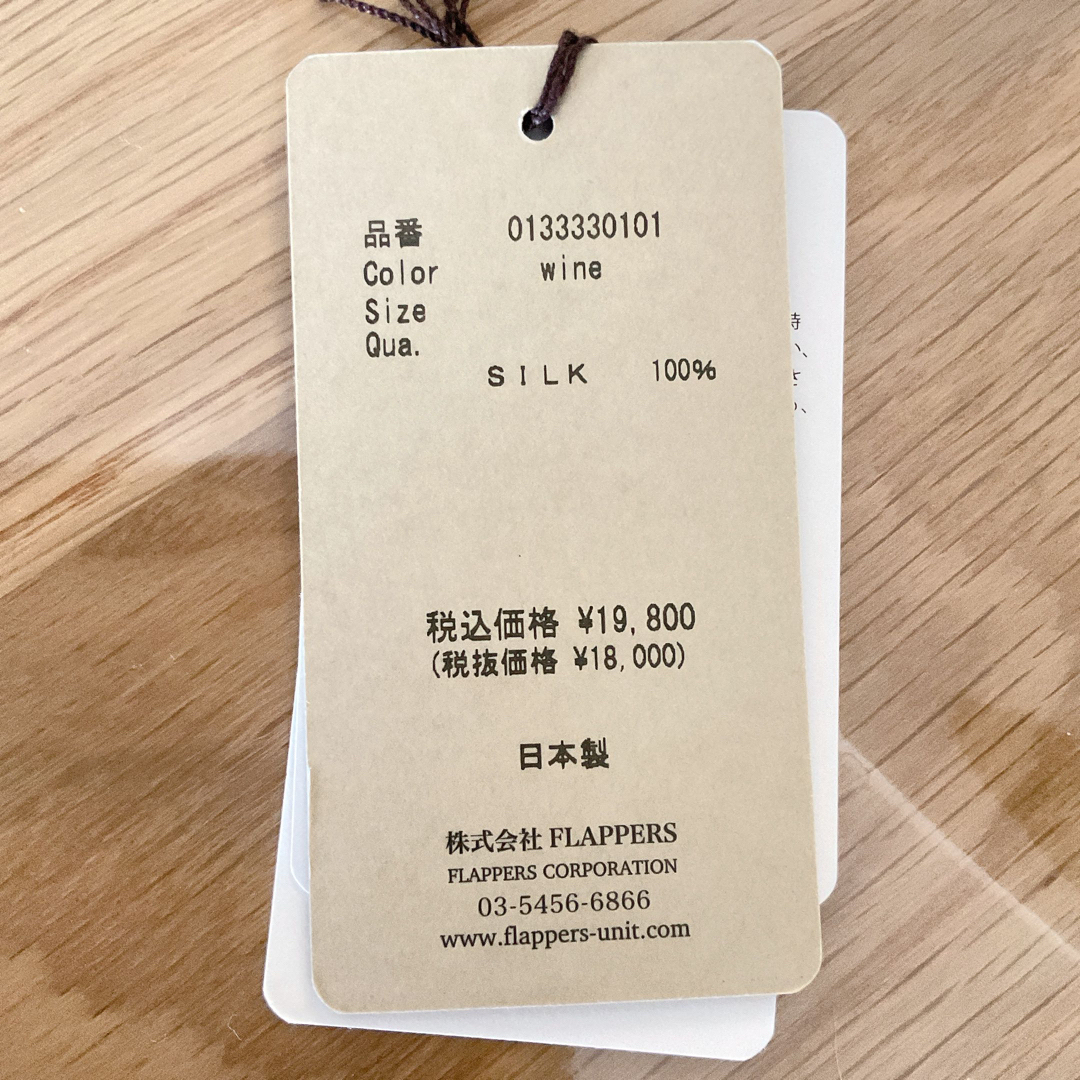 品番 0133330101
Color wine
Size
Qua.
SILK 100%
税込価格 ¥19,800
(税抜価格 ¥18,000)
日本製
株式会社 FLAPPERS
FLAPPERS CORPORATION
03-5456-6866
www.flappers-unit.com